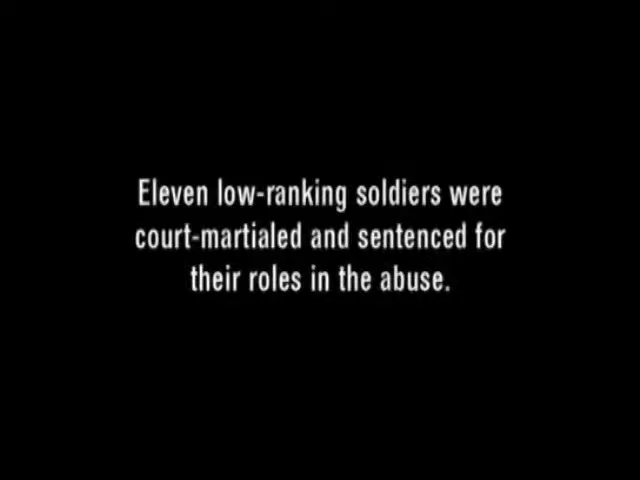 Eleven low-ranking soldiers were
court-martialed and sentenced for
their roles in the abuse.